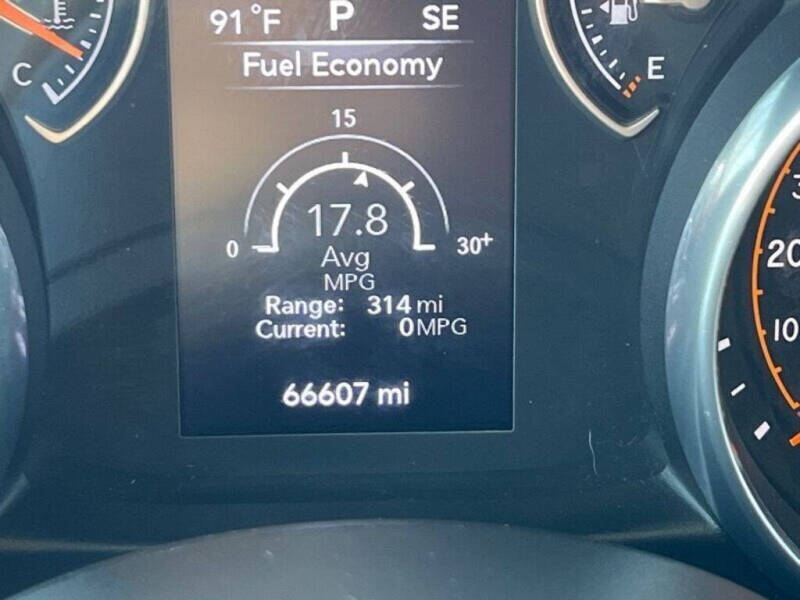 91°F P SE
Fuel Economy
C
E
15
0
17.8
30+
Avg
MPG
Range: 314 mi
Current: 0 MPG
66607 mi
20
10